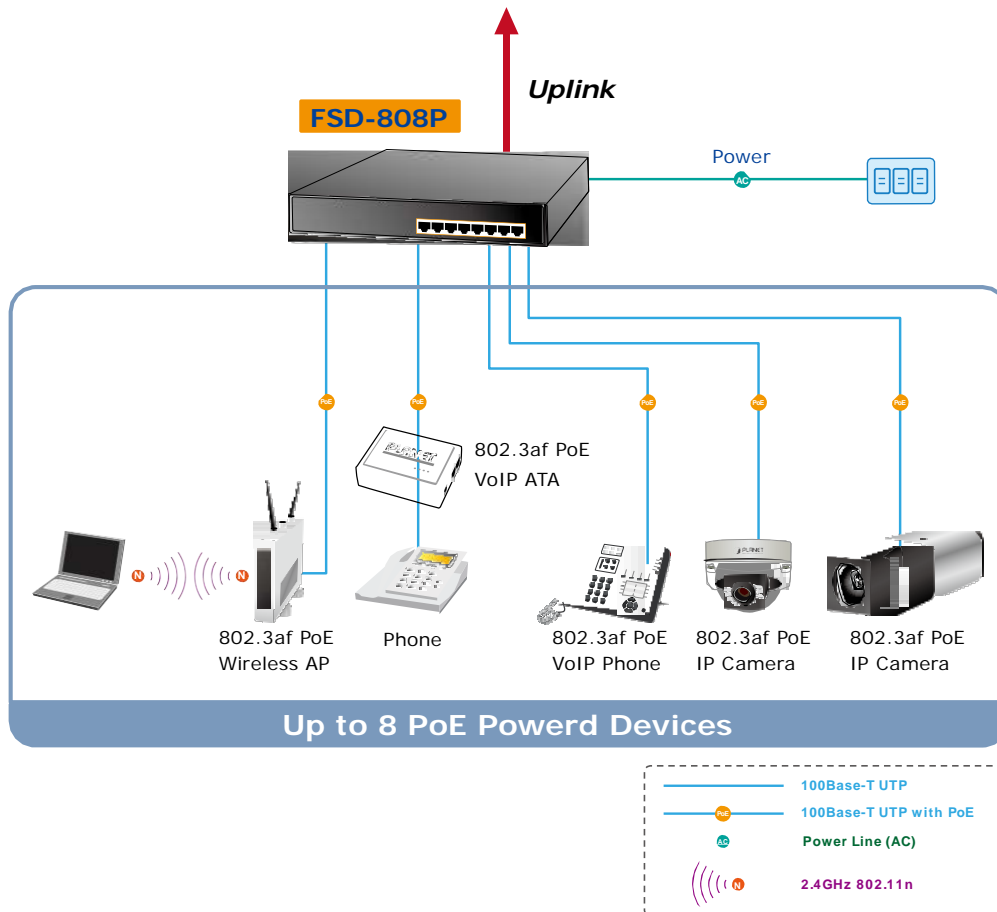 Uplink
FSD-808P
Power
AC
PoE
PoE
PoE
PoE
PoE
802.3af PoE
VoIP ATA
PLANET
PLANET
N
N
802.3af PoE
Wireless AP
Phone
802.3af PoE
VoIP Phone
802.3af PoE
IP Camera
802.3af PoE
IP Camera
Up to 8 PoE Powerd Devices
100Base-T UTP
PoE
100Base-T UTP with PoE
AC
Power Line (AC)
N
2.4GHz 802.11n